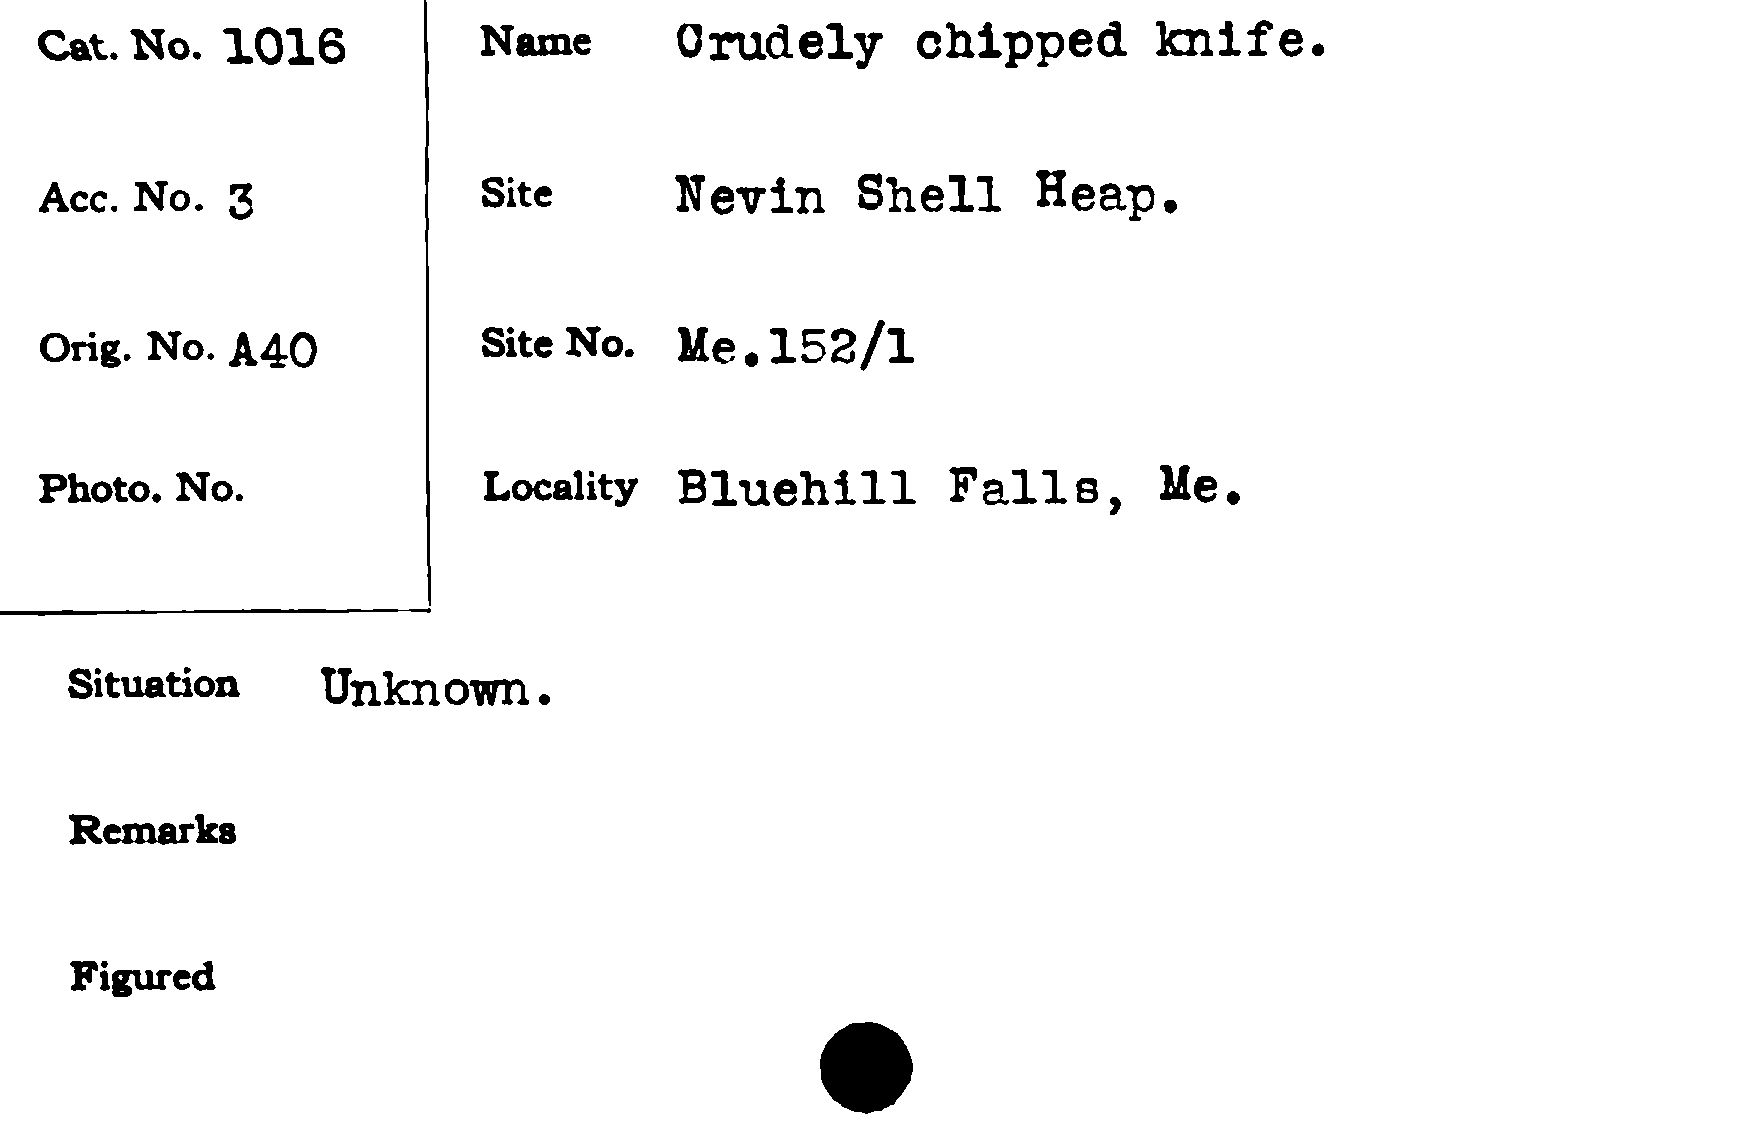 Cat. No. 1016
Acc. No. 3
Orig. No. A40
Photo. No.
Name Crudely chipped knife.
Site Nevin Shell Heap.
Site No. Me.152/1
Locality Bluehill Falls, Me.
Situation Unknown.
Remarks
Figured